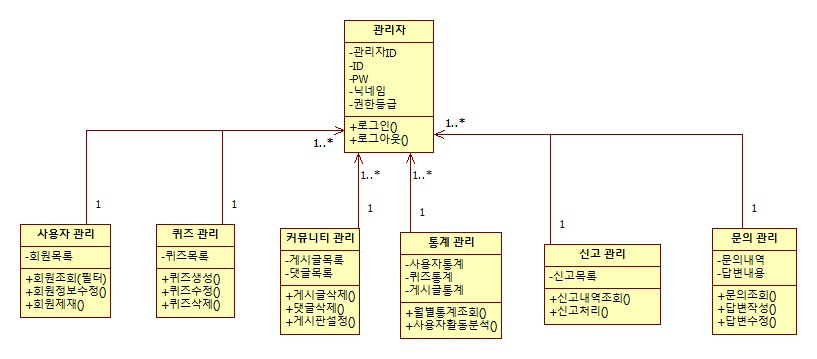 관리자
-관리자ID
-ID
-PW
-닉네임
-권한등급
+로그인()
+로그아웃()
1..*
1..*
1..*
1..*
1
1
1
1
1
1
사용자 관리
-회원목록
+회원조회(필터)
+회원정보수정()
+회원제재()
퀴즈 관리
-퀴즈목록
+퀴즈생성()
+퀴즈수정()
+퀴즈삭제()
커뮤니티 관리
-게시글목록
-댓글목록
+게시글삭제()
+댓글삭제()
+게시판설정()
통계 관리
-사용자통계
-퀴즈통계
-게시글통계
+월별통계조회()
+사용자활동분석()
신고 관리
-신고목록
+신고내역조회()
+신고처리()
문의 관리
-문의내역
-답변내용
+문의조회()
+답변작성()
+답변수정()